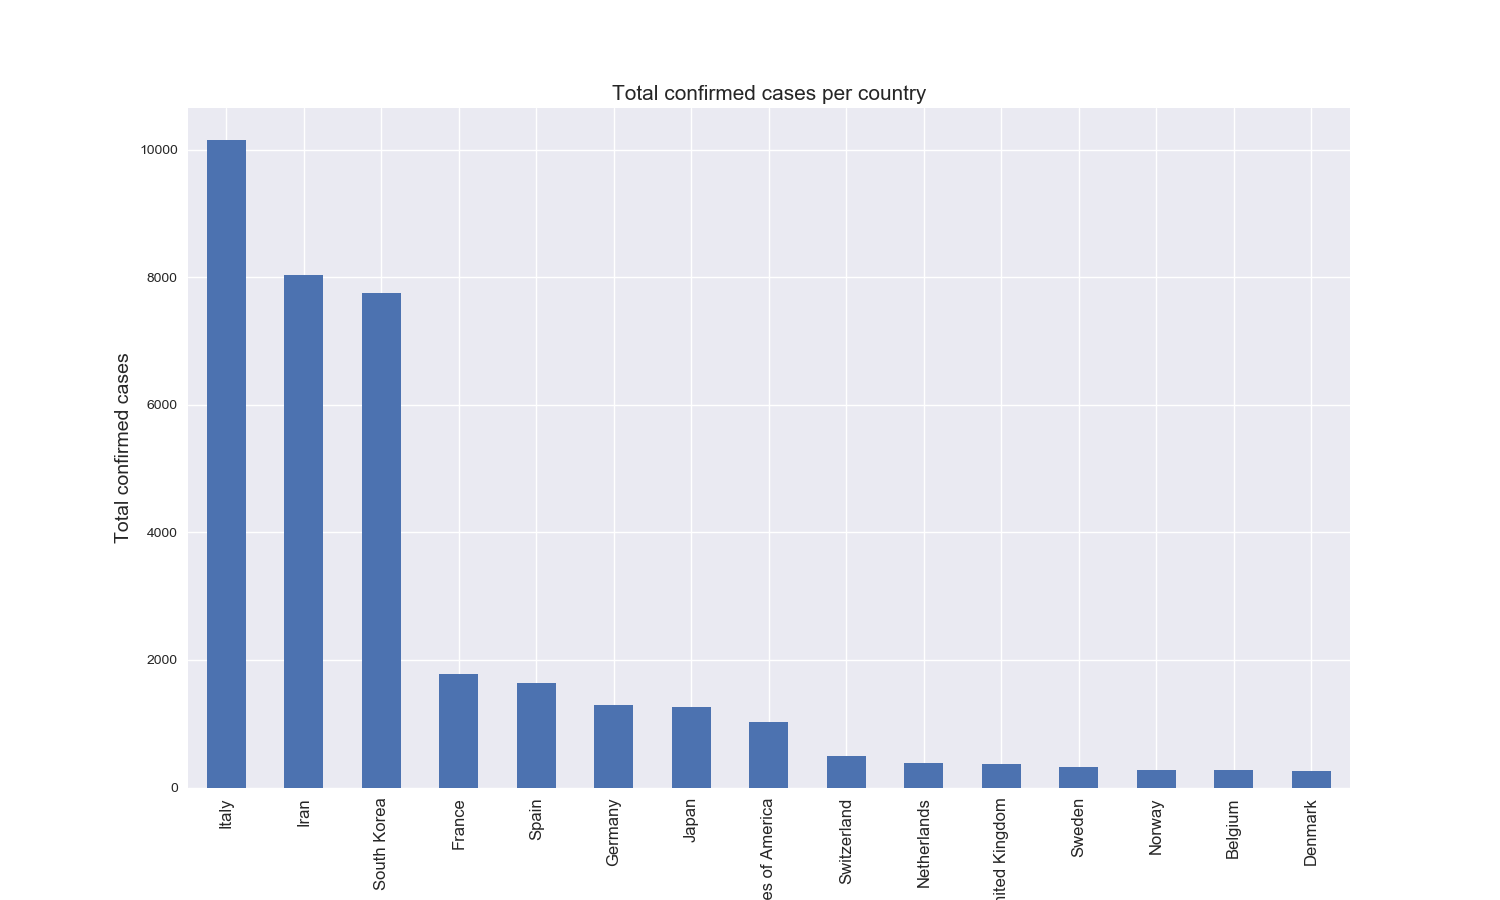 Total confirmed cases per country
Total confirmed cases
10000
8000
6000
4000
2000
0
Italy
Iran
South Korea
France
Spain
Germany
Japan
es of America
Switzerland
Netherlands
nited Kingdom
Sweden
Norway
Belgium
Denmark